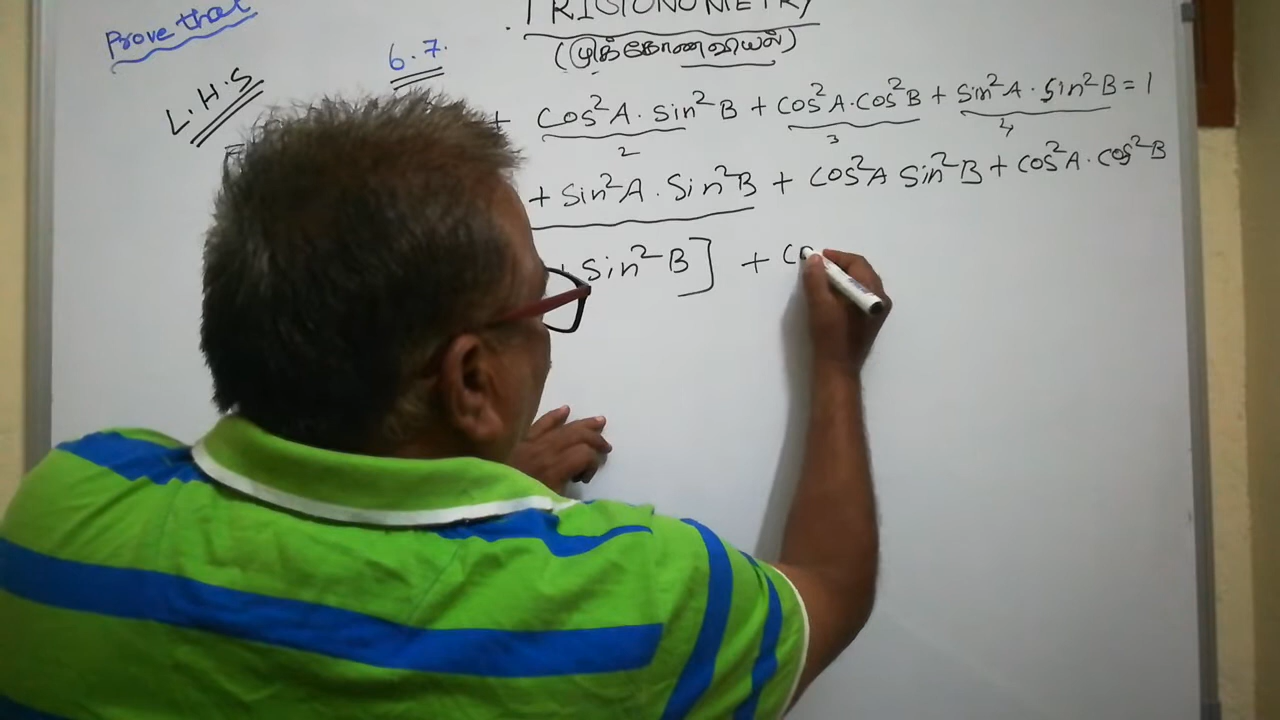 Prove that
TRIGONOMETRY
(முக்கோணவியல்)
6.7.
L.H.S
+ Cos²A . Sin²B + Cos²A . Cos²B + Sin²A . Sin²B = 1
2 3 4
+ Sin²A . Sin²B + Cos²A Sin²B + Cos²A . Cos²B
+ Sin²B] + Co